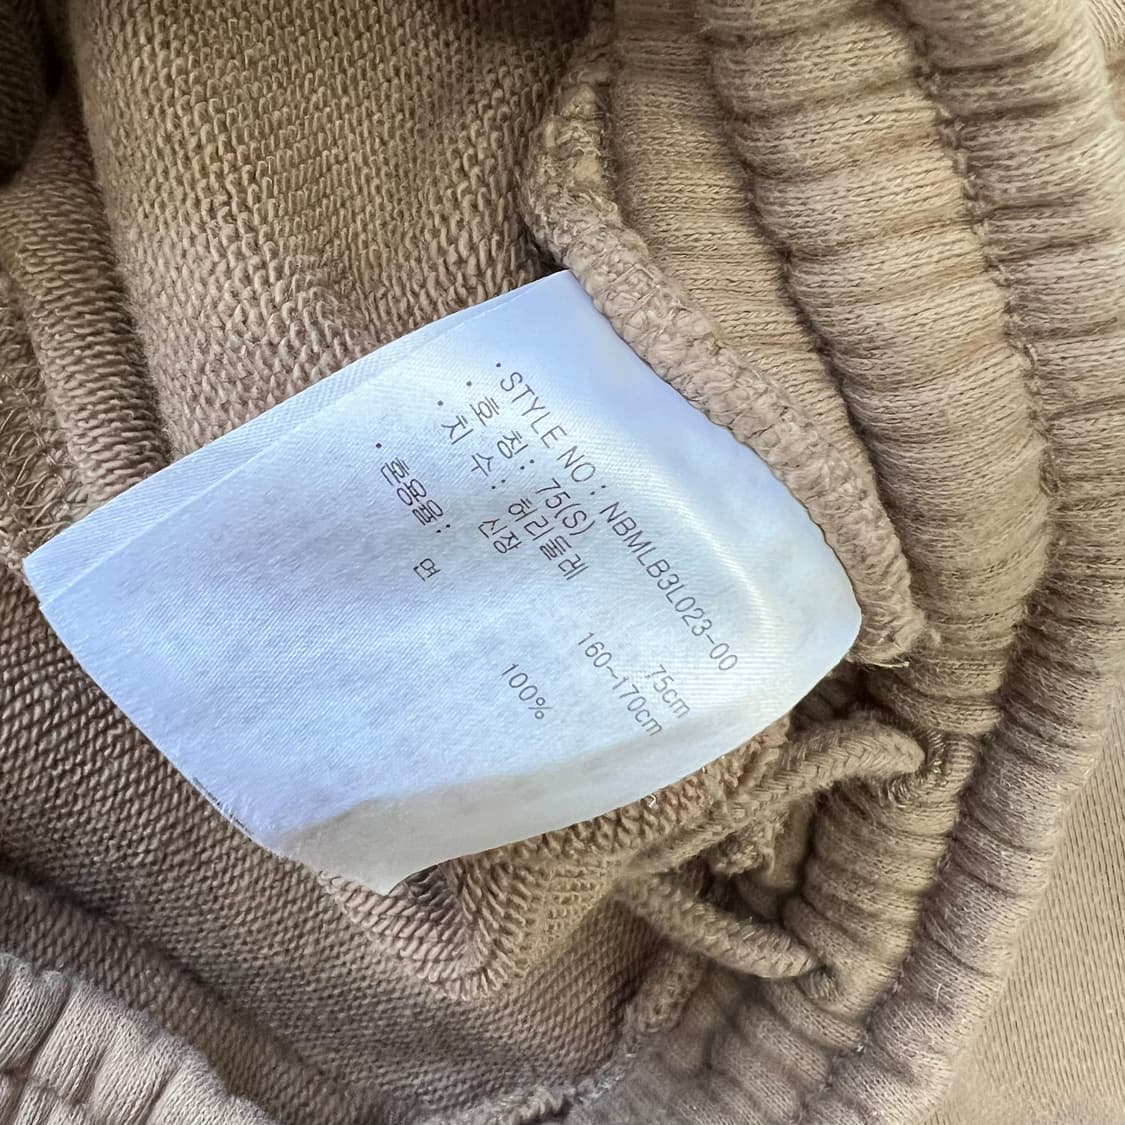 · STYLE NO : NBMLB3L023-00
· 호 칭 : 75(S)
· 치 수 : 허리둘레 75cm
신장 160~170cm
· 혼용율 : 면 100%